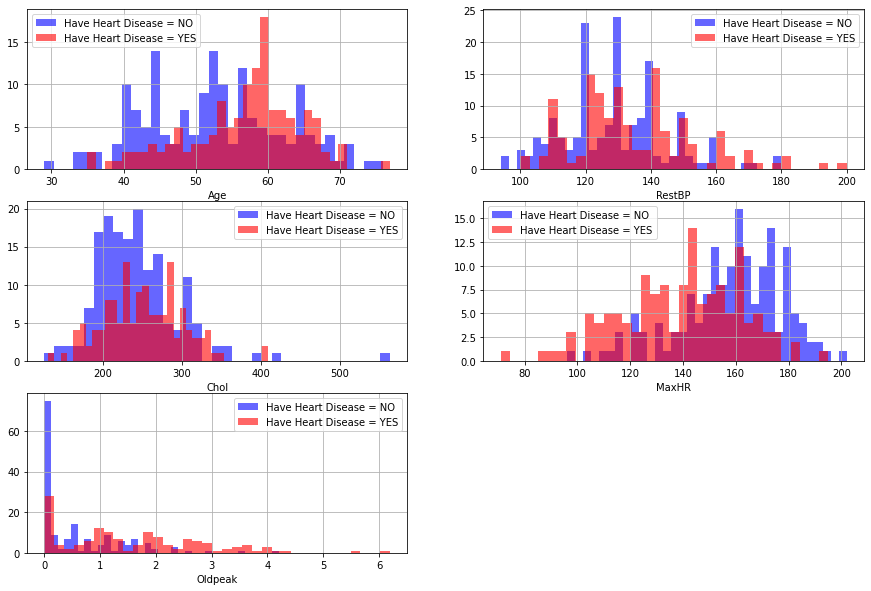 Have Heart Disease = NO
Have Heart Disease = YES
15
10
5
0
30 40 50 60 70
Age
Have Heart Disease = NO
Have Heart Disease = YES
25
20
15
10
5
0
100 120 140 160 180 200
RestBP
Have Heart Disease = NO
Have Heart Disease = YES
20
15
10
5
0
200 300 400 500
Chol
Have Heart Disease = NO
Have Heart Disease = YES
15.0
12.5
10.0
7.5
5.0
2.5
0.0
80 100 120 140 160 180 200
MaxHR
Have Heart Disease = NO
Have Heart Disease = YES
60
40
20
0
0 1 2 3 4 5 6
Oldpeak